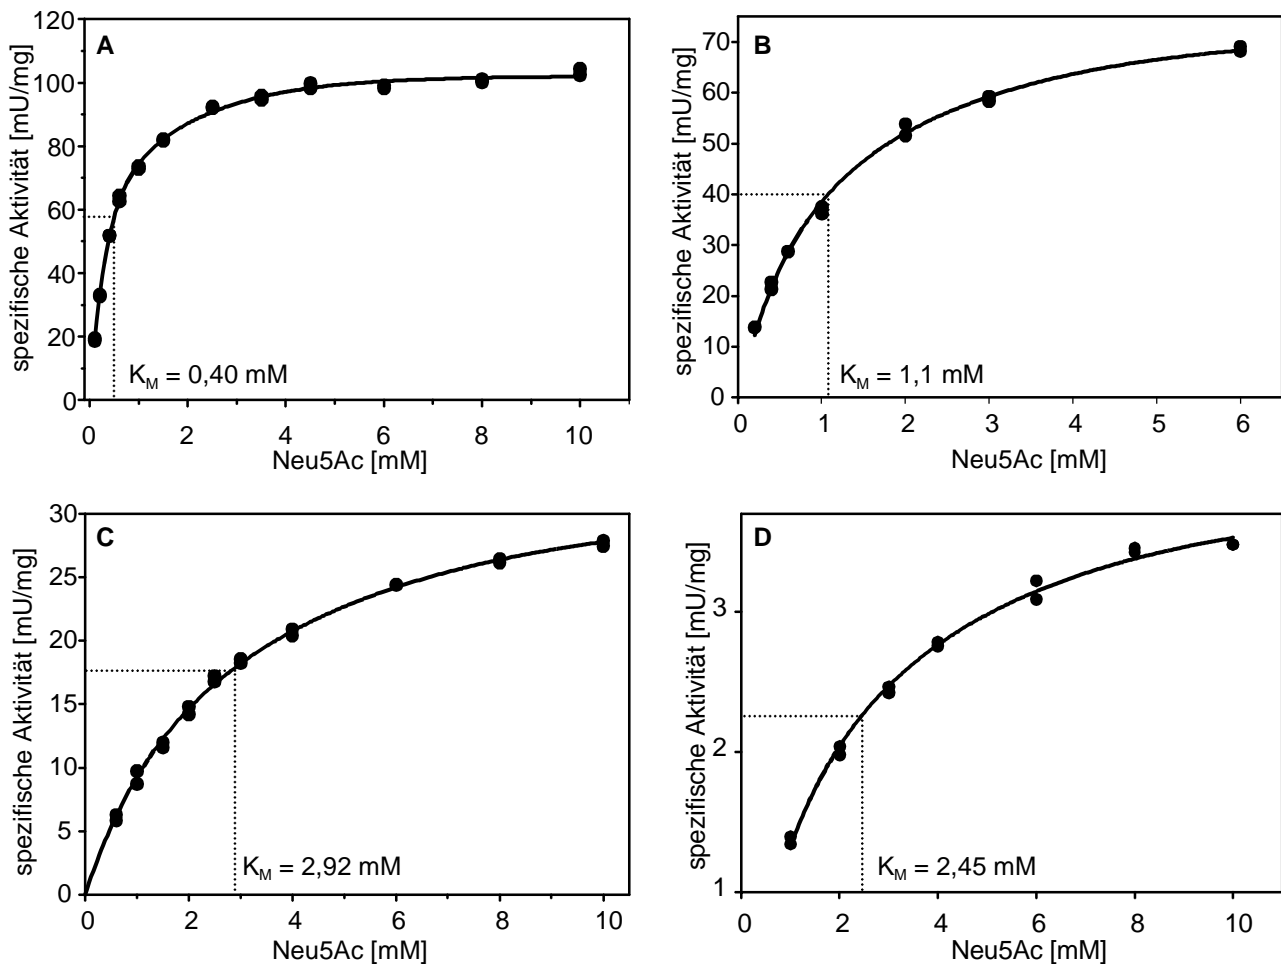 A
spezifische Aktivität [mU/mg]
120
100
80
60
40
20
0
K_M = 0,40 mM
0 2 4 6 8 10
Neu5Ac [mM]
B
spezifische Aktivität [mU/mg]
70
60
50
40
30
20
10
0
K_M = 1,1 mM
0 1 2 3 4 5 6
Neu5Ac [mM]
C
spezifische Aktivität [mU/mg]
30
25
20
15
10
5
0
K_M = 2,92 mM
0 2 4 6 8 10
Neu5Ac [mM]
D
spezifische Aktivität [mU/mg]
3
2
1
K_M = 2,45 mM
0 2 4 6 8 10
Neu5Ac [mM]